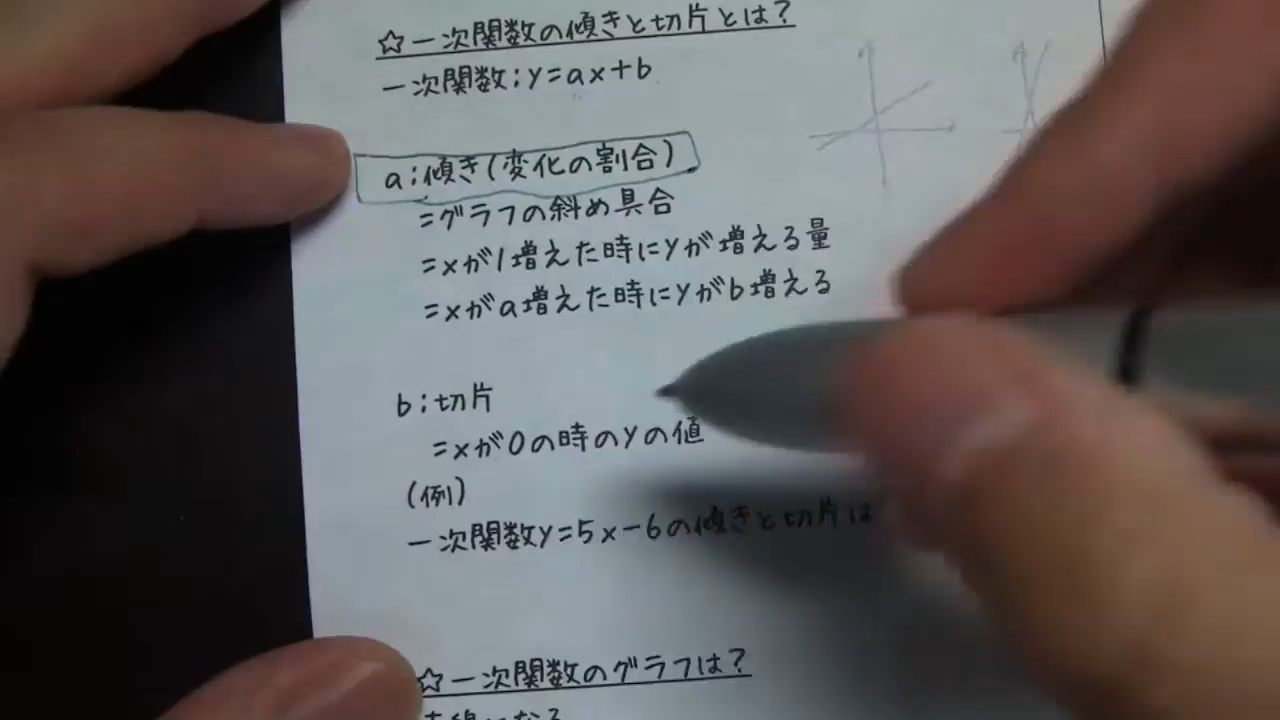 ☆一次関数の傾きと切片とは?
一次関数:y=ax+b
a:傾き(変化の割合)
=グラフの斜め具合
=xが1増えた時にyが増える量
=xがa増えた時にyがb増える
b:切片
=xが0の時のyの値
(例)
一次関数y=5x-6の傾きと切片は
☆一次関数のグラフは?